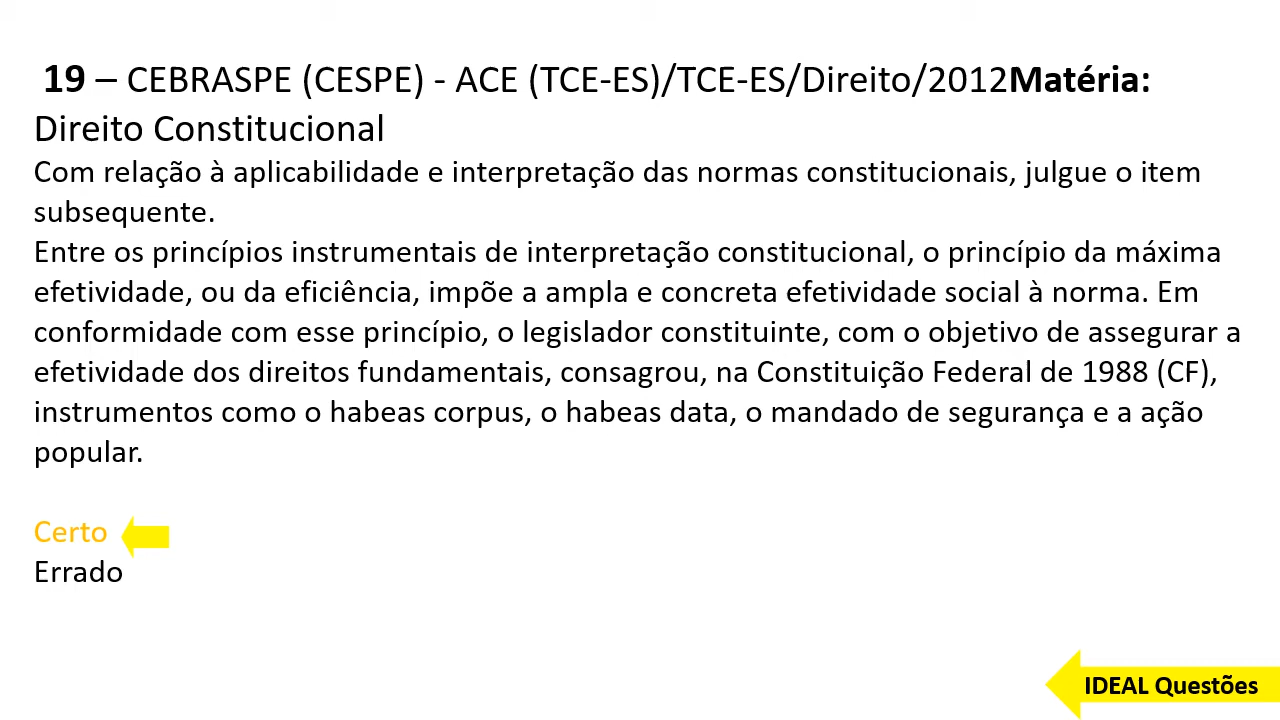 19 – CEBRASPE (CESPE) - ACE (TCE-ES)/TCE-ES/Direito/2012Matéria:
Direito Constitucional
Com relação à aplicabilidade e interpretação das normas constitucionais, julgue o item
subsequente.
Entre os princípios instrumentais de interpretação constitucional, o princípio da máxima
efetividade, ou da eficiência, impõe a ampla e concreta efetividade social à norma. Em
conformidade com esse princípio, o legislador constituinte, com o objetivo de assegurar a
efetividade dos direitos fundamentais, consagrou, na Constituição Federal de 1988 (CF),
instrumentos como o habeas corpus, o habeas data, o mandado de segurança e a ação
popular.
Certo
Errado
IDEAL Questões